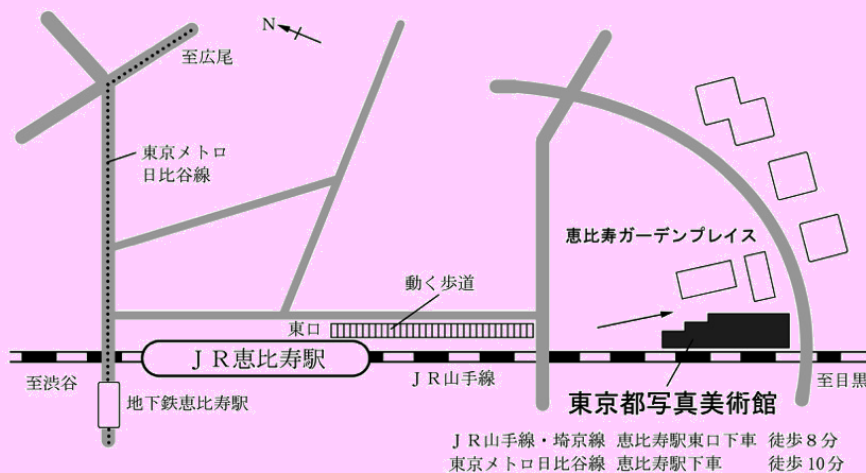 N
至広尾
東京メトロ
日比谷線
恵比寿ガーデンプレイス
動く歩道
東口
JR恵比寿駅
JR山手線
至渋谷
至目黒
地下鉄恵比寿駅
東京都写真美術館
JR山手線・埼京線 恵比寿駅東口下車 徒歩8分
東京メトロ日比谷線 恵比寿駅下車 徒歩10分